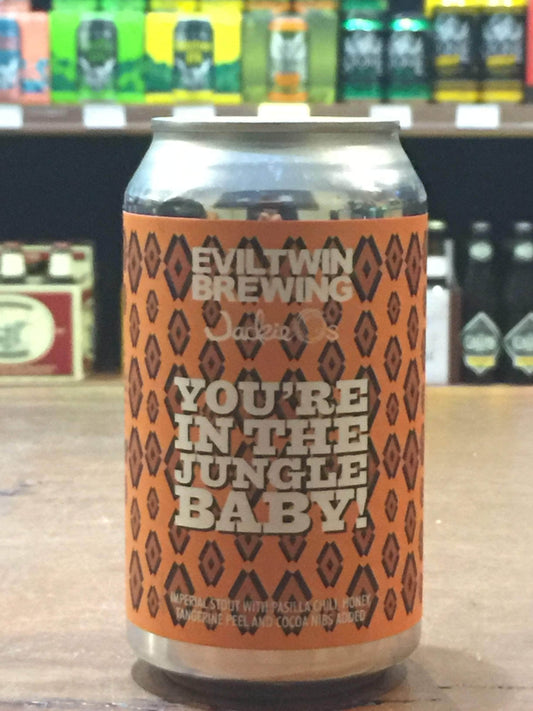 EVILTWIN
BREWING
Jackie Os
YOU'RE
IN THE
JUNGLE
BABY!
IMPERIAL STOUT WITH PASILLA CHILI, HONEY
TANGERINE PEEL AND COCOA NIBS ADDED